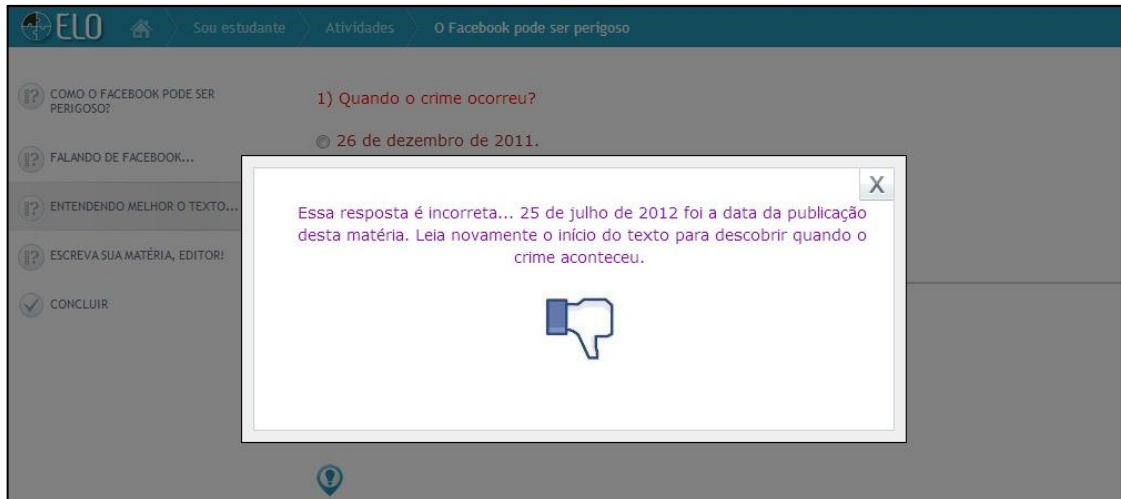 ELO Sou estudante Atividades O Facebook pode ser perigoso
COMO O FACEBOOK PODE SER
PERIGOSO?
FALANDO DE FACEBOOK...
ENTENDENDO MELHOR O TEXTO...
ESCREVA SUA MATÉRIA, EDITOR!
CONCLUIR
1) Quando o crime ocorreu?
26 de dezembro de 2011.
X
Essa resposta é incorreta... 25 de julho de 2012 foi a data da publicação
desta matéria. Leia novamente o início do texto para descobrir quando o
crime aconteceu.